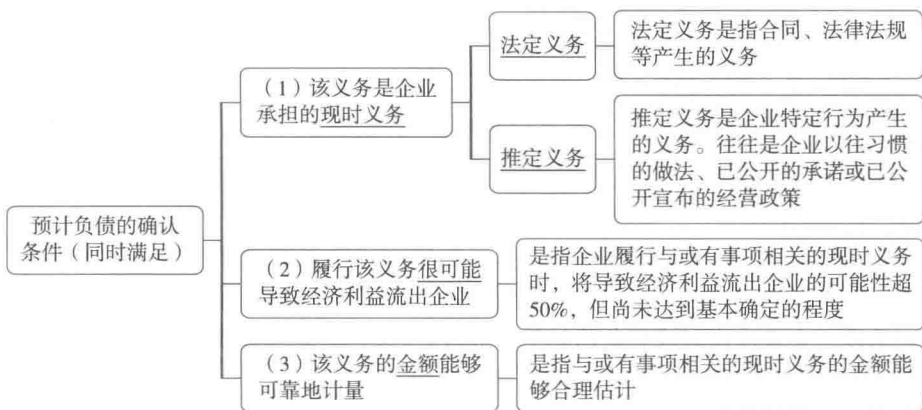 预计负债的确认
条件（同时满足）
（1）该义务是企业
承担的现时义务
法定义务
法定义务是指合同、法律法规
等产生的义务
推定义务
推定义务是企业特定行为产生
的义务。往往是企业以往习惯
的做法、已公开的承诺或已公
开宣布的经营政策
（2）履行该义务很可能
导致经济利益流出企业
是指企业履行与或有事项相关的现时义务
时，将导致经济利益流出企业的可能性超
50%，但尚未达到基本确定的程度
（3）该义务的金额能够
可靠地计量
是指与或有事项相关的现时义务的金额能
够合理估计